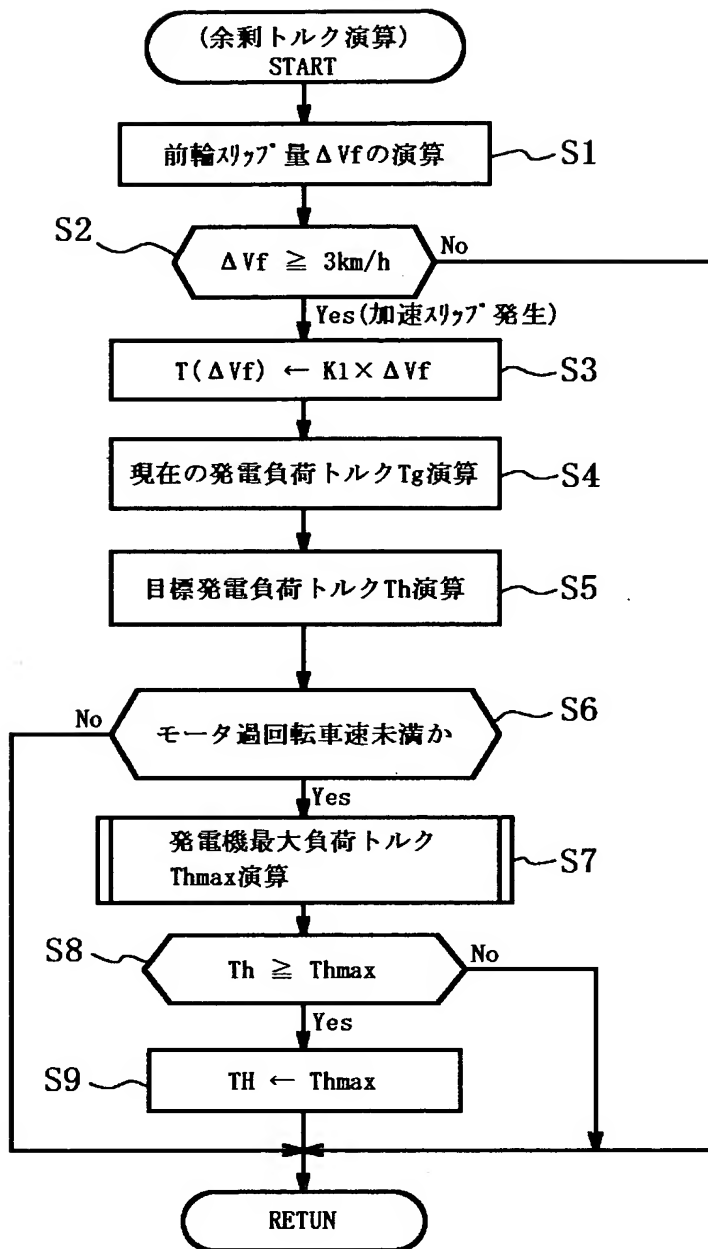 (余剰トルク演算)
START
前輪ｽﾘｯﾌﾟ量ΔVfの演算
S1
S2
ΔVf ≧ 3km/h
No
Yes(加速ｽﾘｯﾌﾟ発生)
T(ΔVf) ← K1×ΔVf
S3
現在の発電負荷トルクTg演算
S4
目標発電負荷トルクTh演算
S5
No
モータ過回転車速未満か
S6
Yes
発電機最大負荷トルク
Thmax演算
S7
S8
Th ≧ Thmax
No
Yes
S9
TH ← Thmax
RETUN